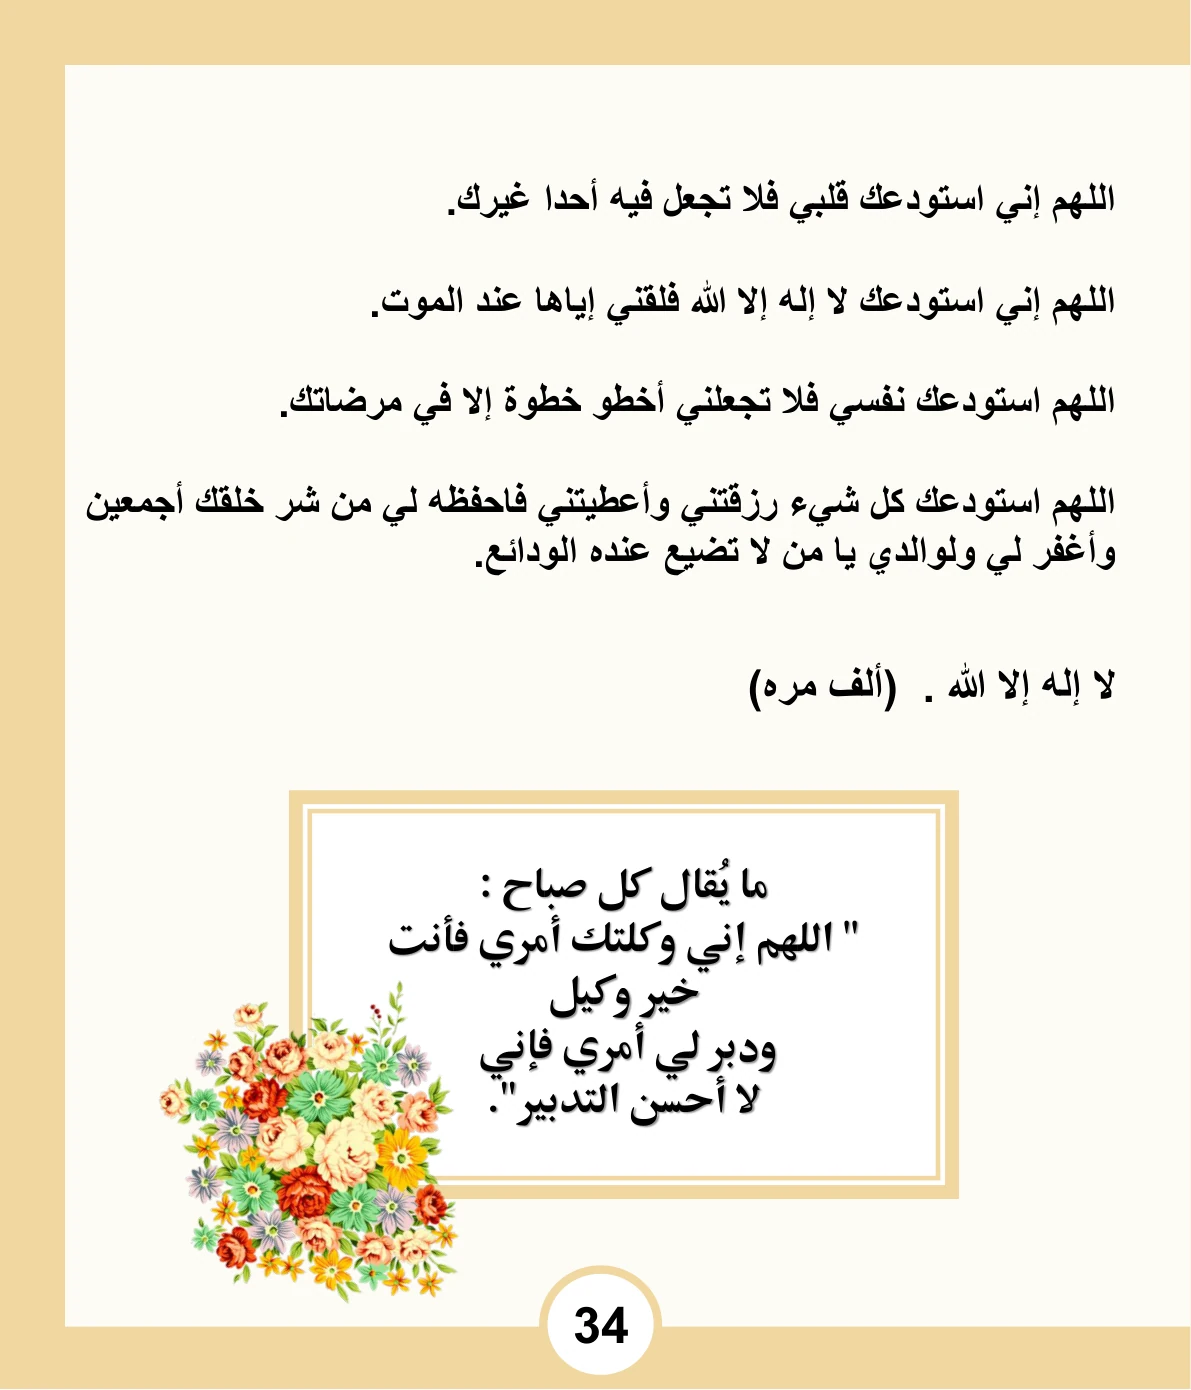 اللهم إني استودعك قلبي فلا تجعل فيه أحدا غيرك.
اللهم إني استودعك لا إله إلا الله فلقني إياها عند الموت.
اللهم استودعك نفسي فلا تجعلني أخطو خطوة إلا في مرضاتك.
اللهم استودعك كل شيء رزقتني وأعطيتني فاحفظه لي من شر خلقك أجمعين
وأغفر لي ولوالدي يا من لا تضيع عنده الودائع.
لا إله إلا الله . (ألف مره)
ما يُقال كل صباح :
" اللهم إني وكلتك أمري فأنت
خير وكيل
ودبر لي أمري فإني
لا أحسن التدبير".
34